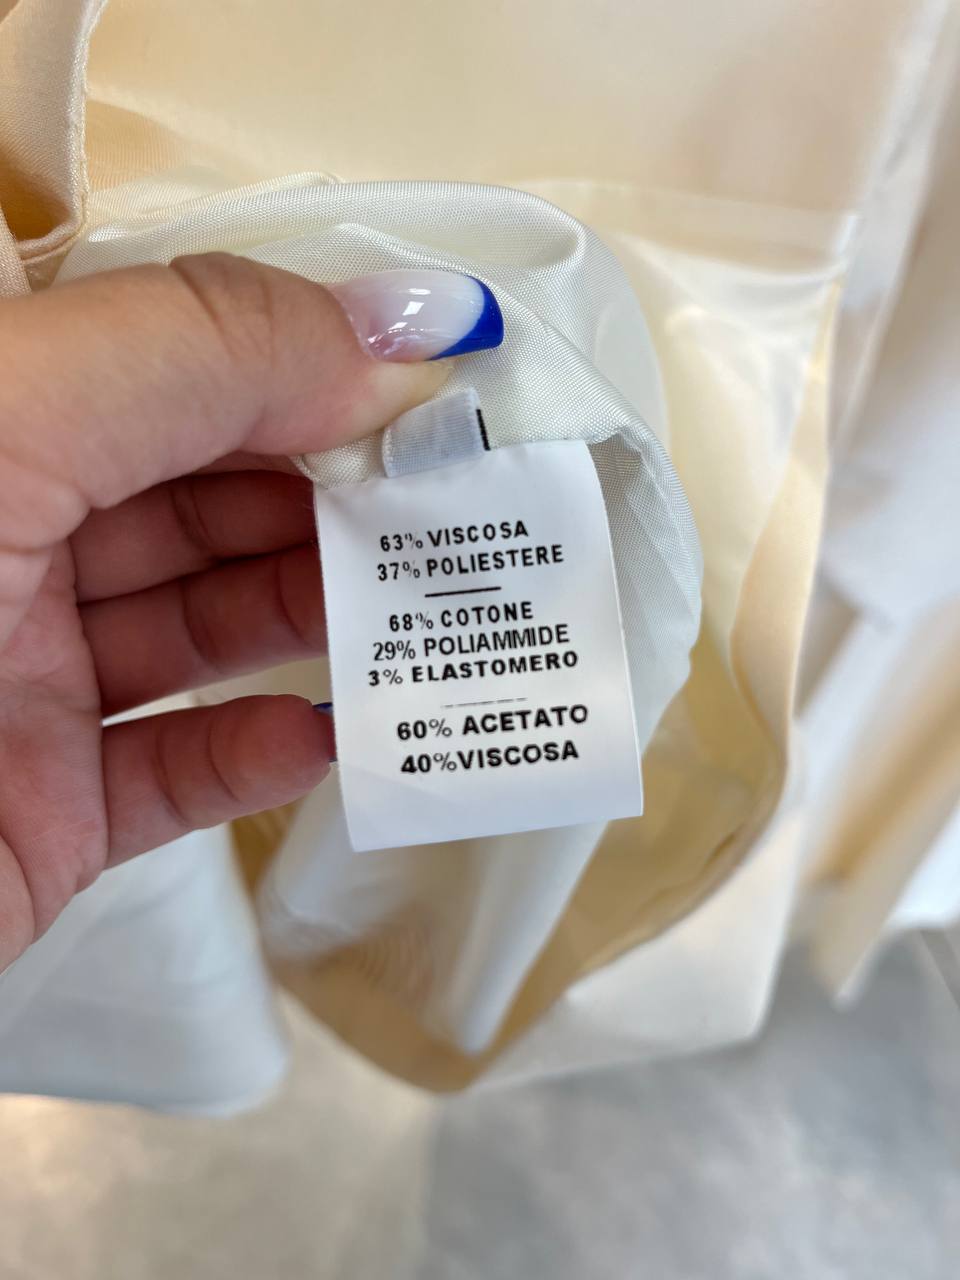 63% VISCOSA
37% POLIESTERE
68% COTONE
29% POLIAMMIDE
3% ELASTOMERO
60% ACETATO
40%VISCOSA